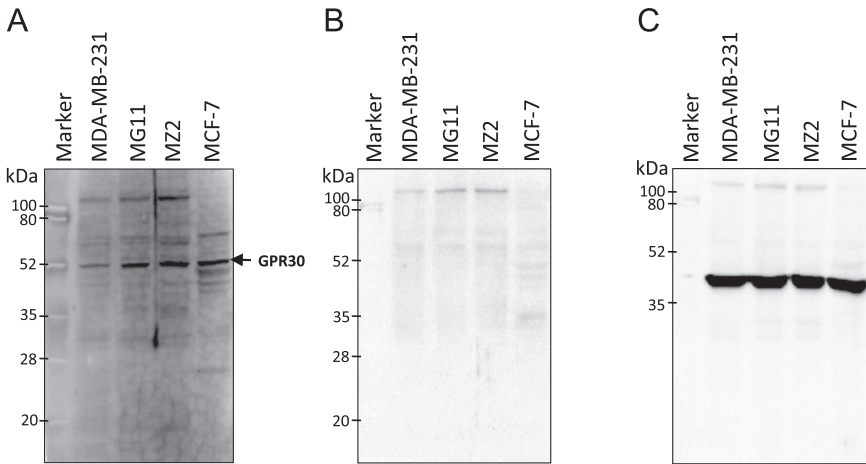 A
Marker
MDA-MB-231
MG11
MZ2
MCF-7
kDa
100
80
52
35
28
20
GPR30
B
Marker
MDA-MB-231
MG11
MZ2
MCF-7
kDa
100
80
52
35
28
20
C
Marker
MDA-MB-231
MG11
MZ2
MCF-7
kDa
100
80
52
35